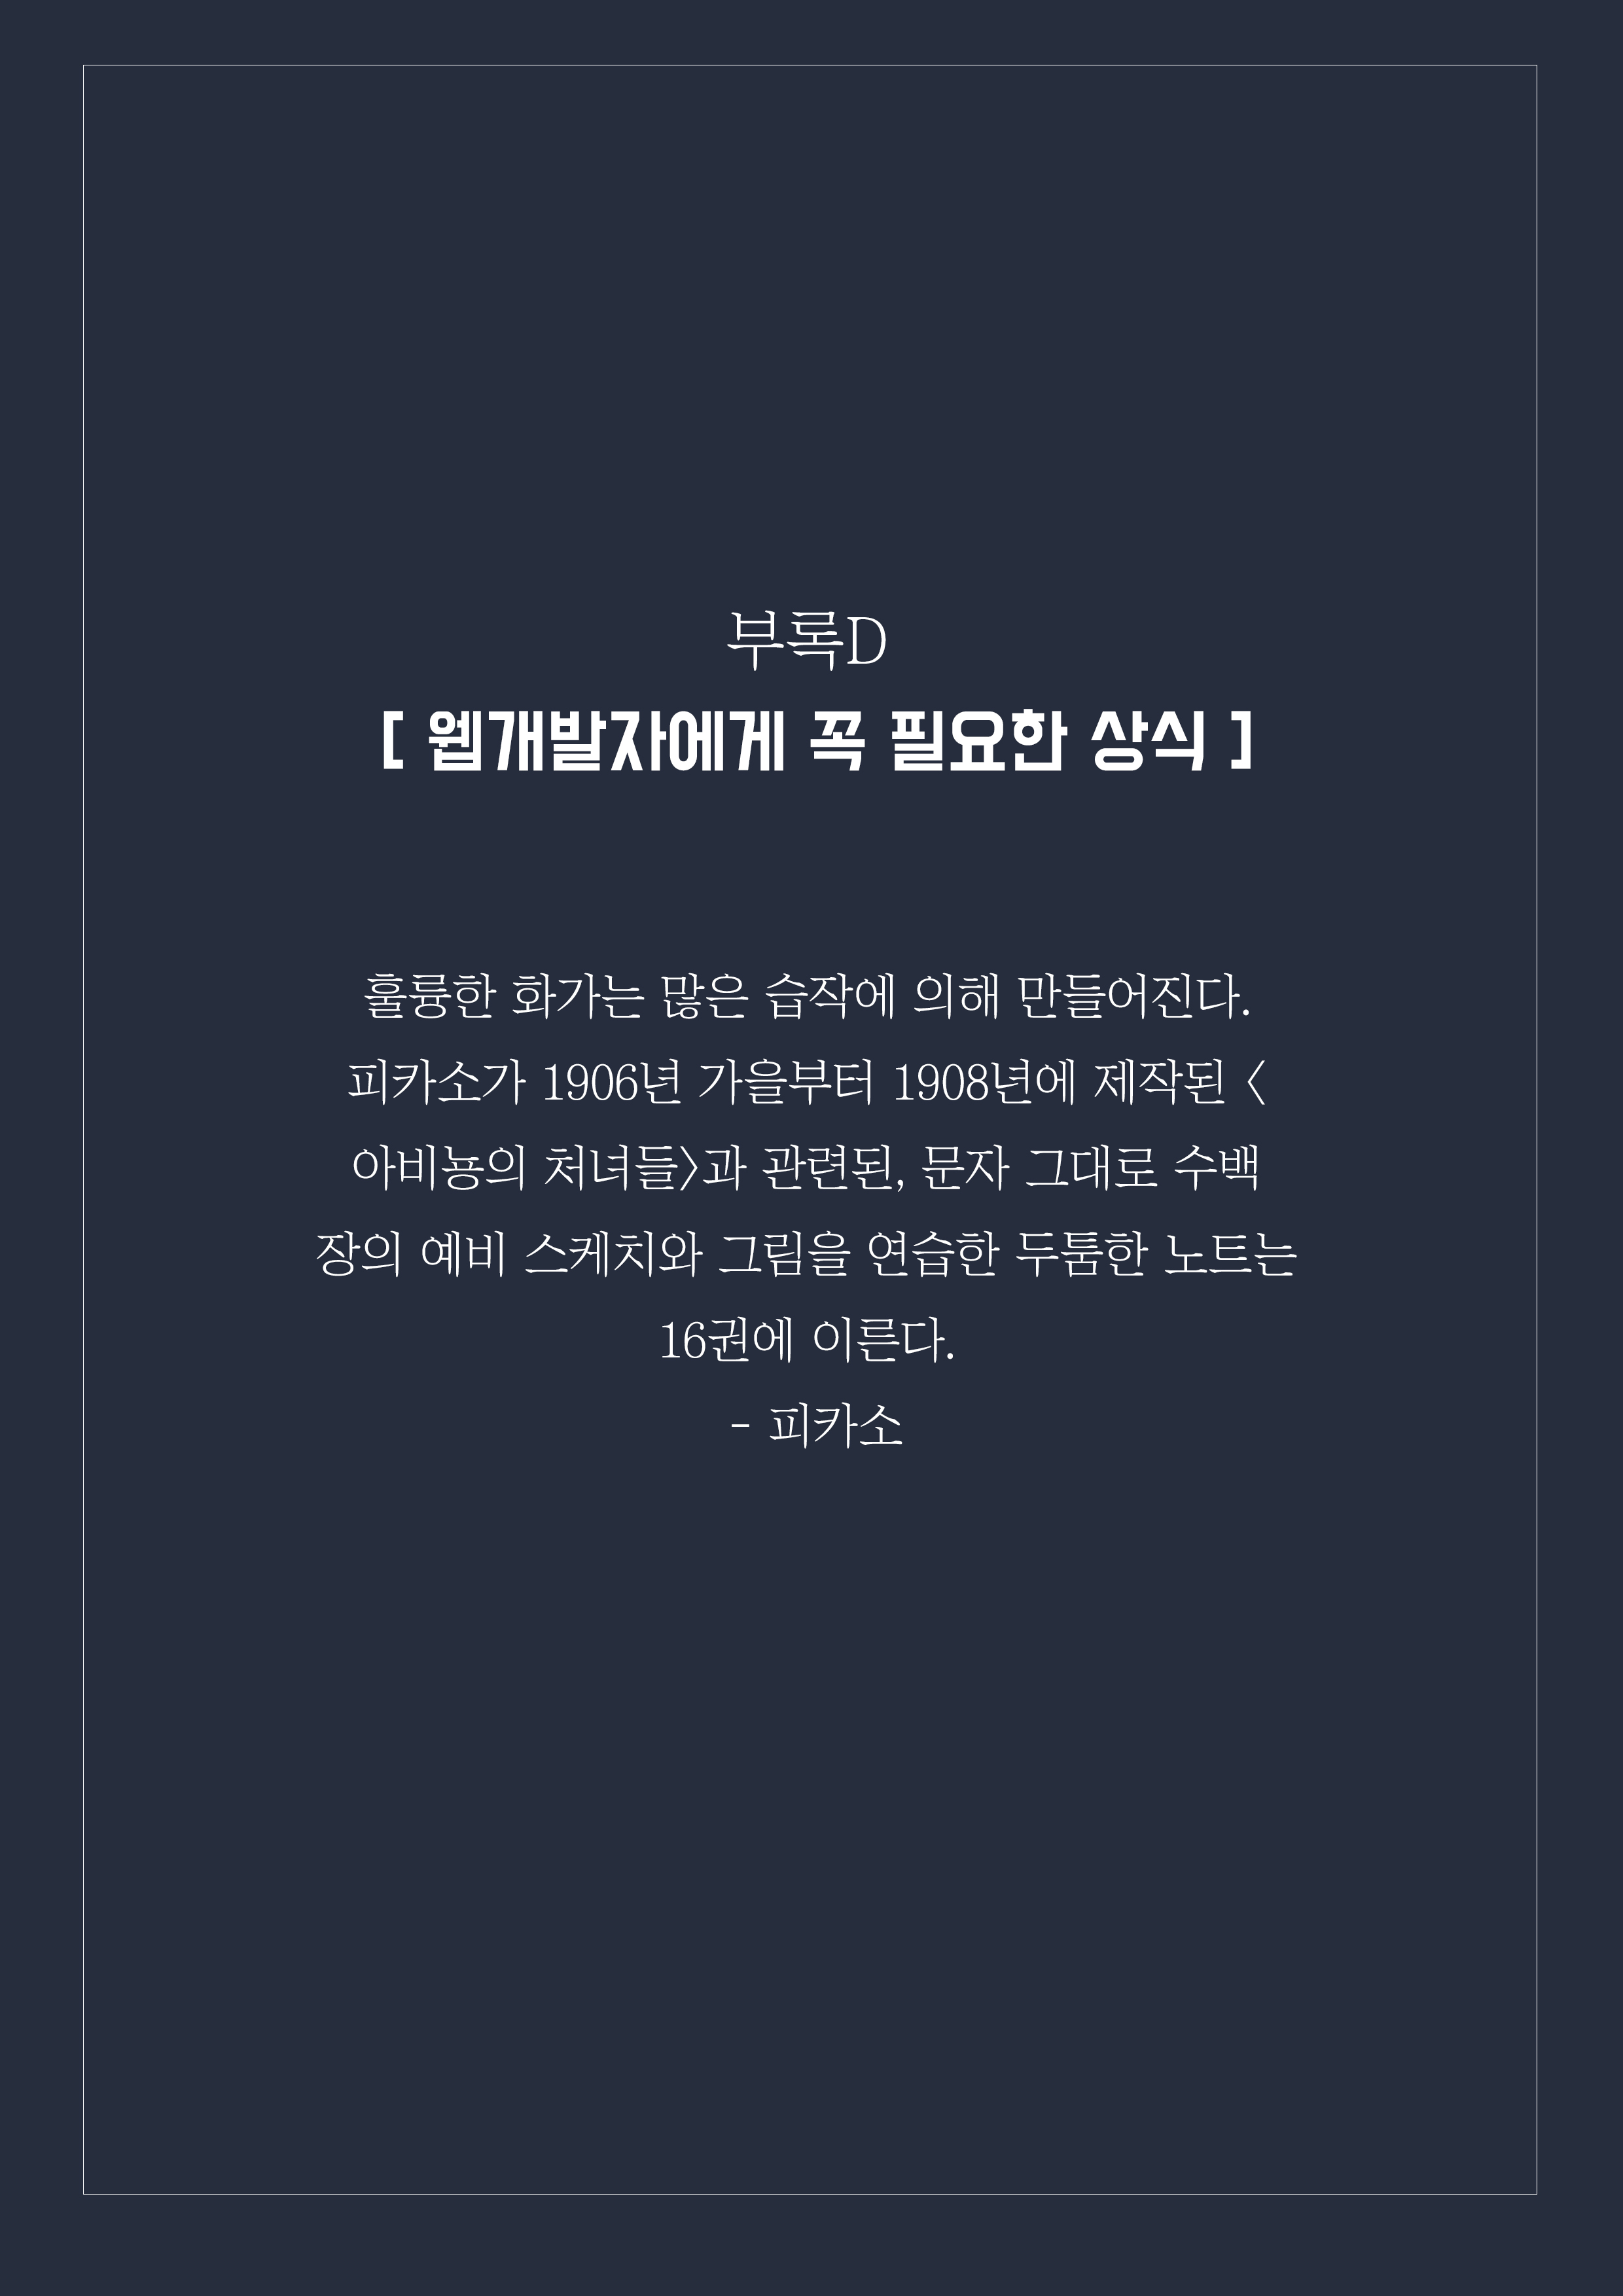 부록D
[ 웹개발자에게 꼭 필요한 상식 ]
훌륭한 화가는 많은 습작에 의해 만들어진다.
피카소가 1906년 가을부터 1908년에 제작된 <
아비뇽의 처녀들>과 관련된, 문자 그대로 수백
장의 예비 스케치와 그림을 연습한 두툼한 노트는
16권에 이른다.
- 피카소